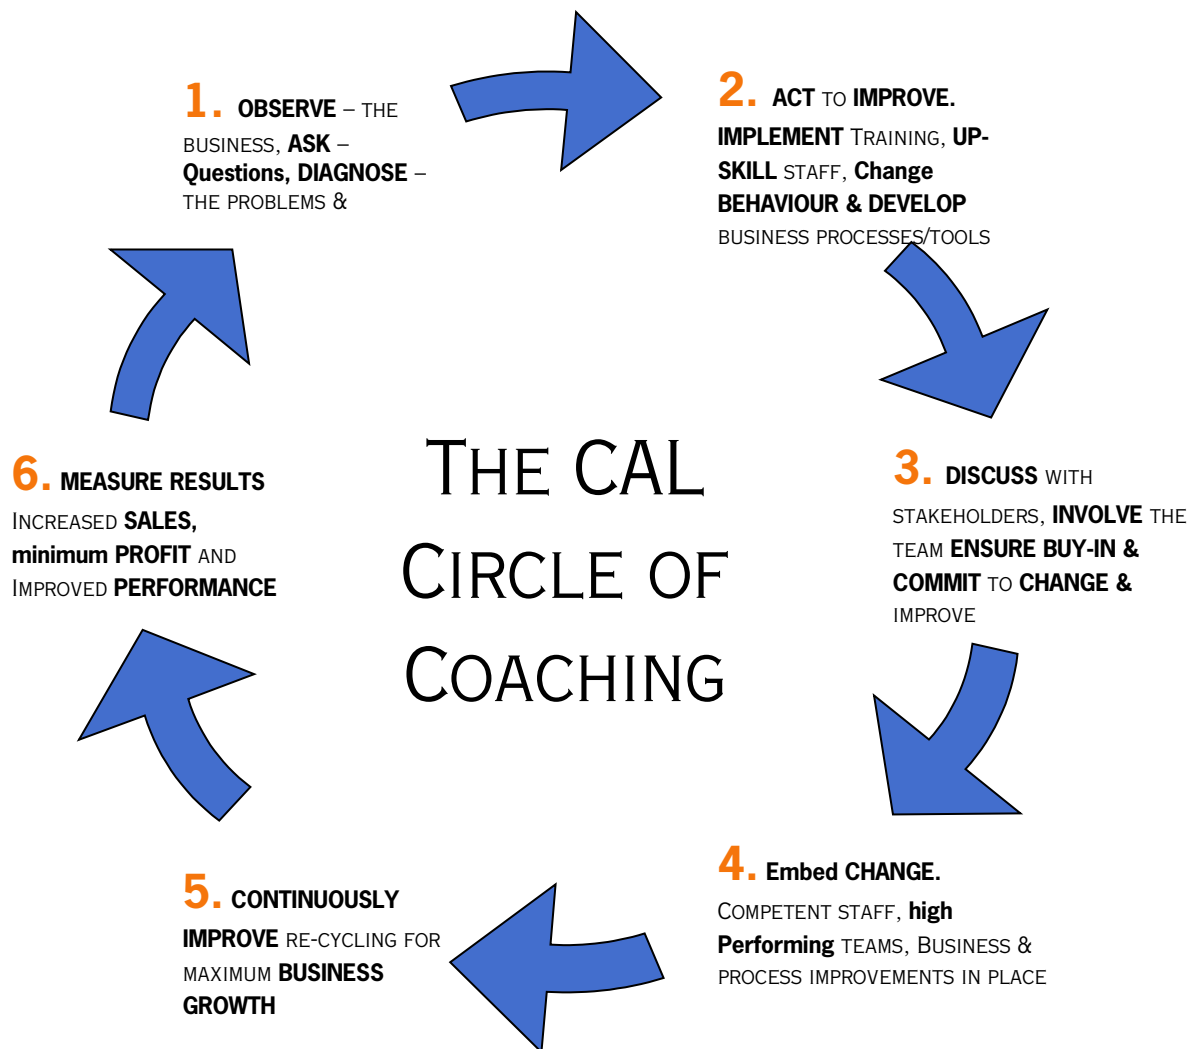 1. OBSERVE – THE
BUSINESS, ASK –
Questions, DIAGNOSE –
THE PROBLEMS &
2. ACT TO IMPROVE.
IMPLEMENT TRAINING, UP-
SKILL STAFF, Change
BEHAVIOUR & DEVELOP
BUSINESS PROCESSES/TOOLS
3. DISCUSS WITH
STAKEHOLDERS, INVOLVE THE
TEAM ENSURE BUY-IN &
COMMIT TO CHANGE &
IMPROVE
4. Embed CHANGE.
COMPETENT STAFF, high
Performing TEAMS, BUSINESS &
PROCESS IMPROVEMENTS IN PLACE
5. CONTINUOUSLY
IMPROVE RE-CYCLING FOR
MAXIMUM BUSINESS
GROWTH
6. MEASURE RESULTS
INCREASED SALES,
minimum PROFIT AND
IMPROVED PERFORMANCE
THE CAL
CIRCLE OF
COACHING